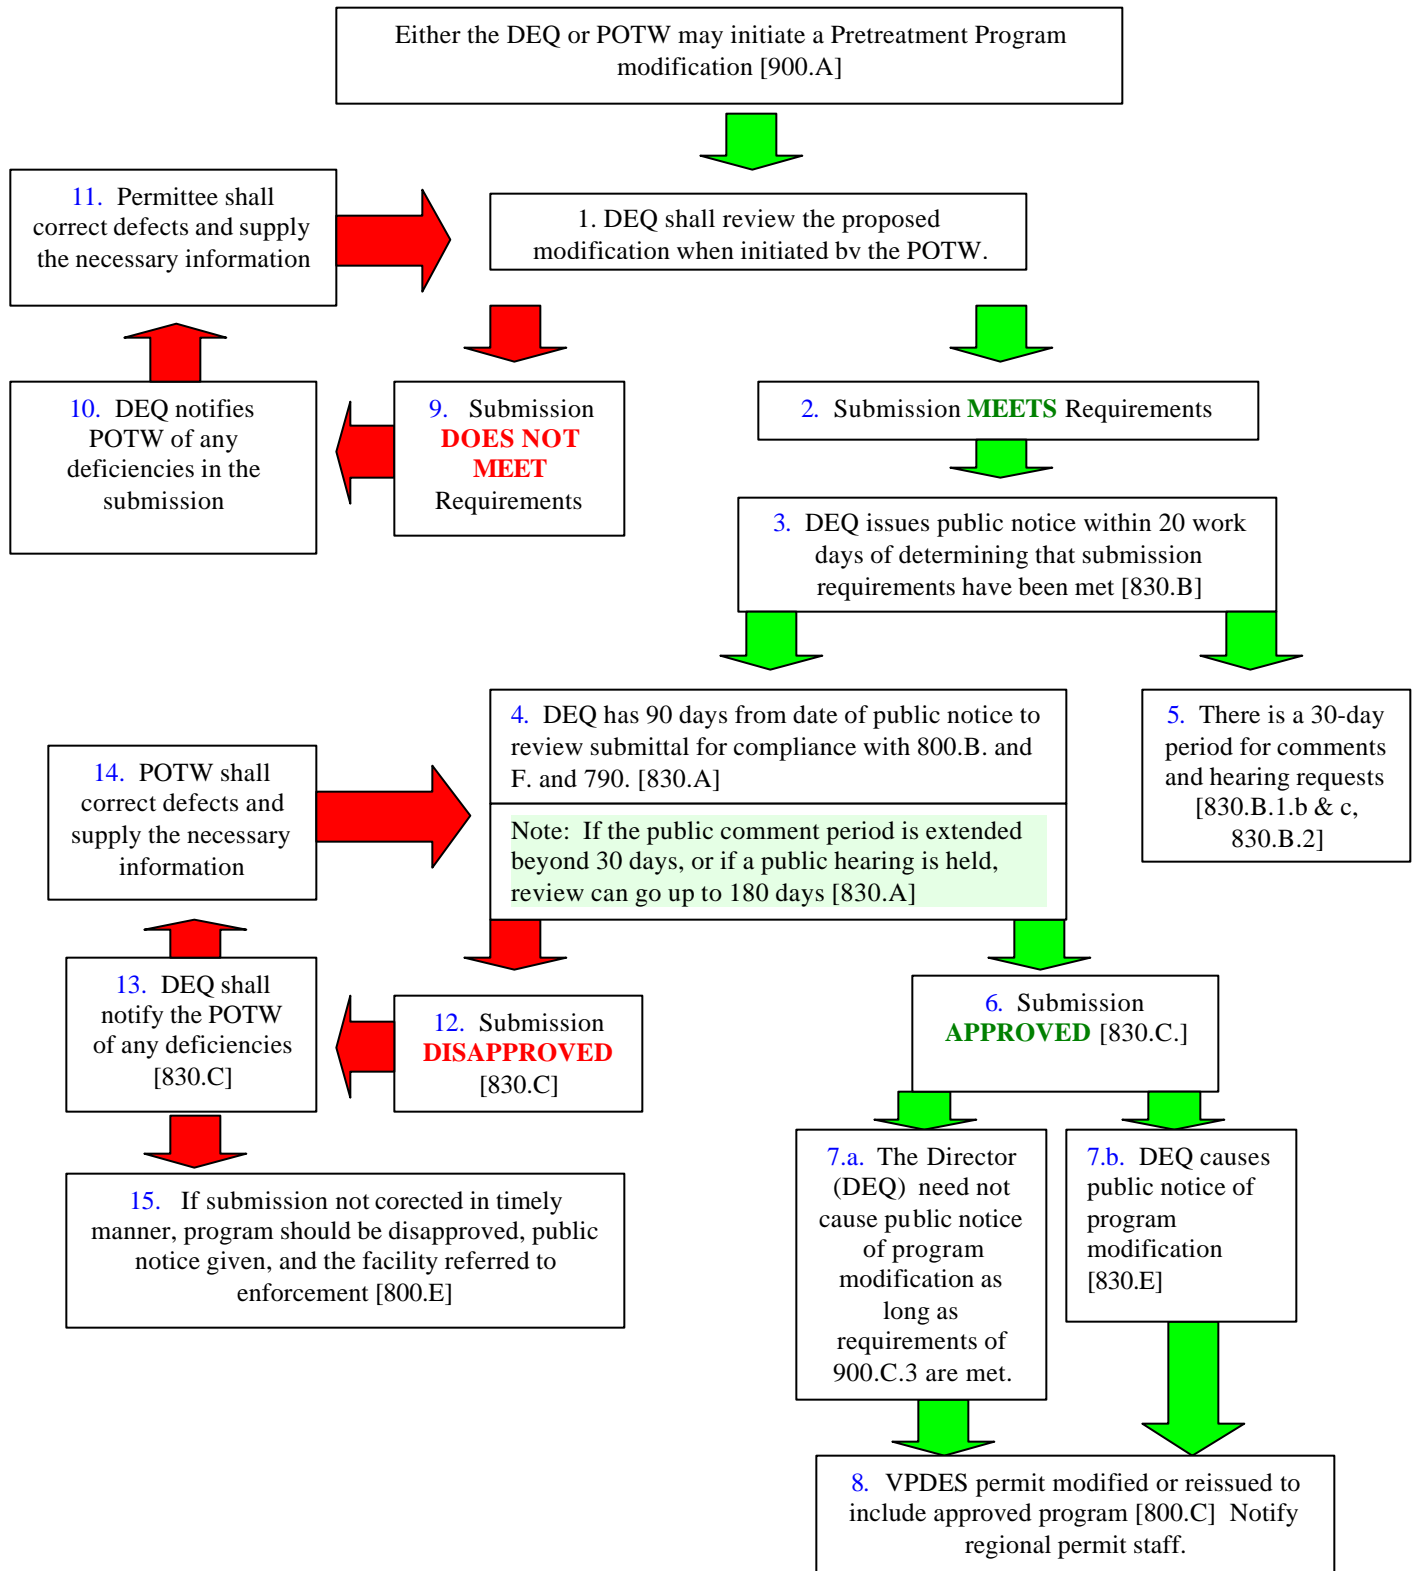 Either the DEQ or POTW may initiate a Pretreatment Program
modification [900.A]
11. Permittee shall
correct defects and supply
the necessary information
1. DEQ shall review the proposed
modification when initiated by the POTW.
10. DEQ notifies
POTW of any
deficiencies in the
submission
9. Submission
DOES NOT
MEET
Requirements
2. Submission MEETS Requirements
3. DEQ issues public notice within 20 work
days of determining that submission
requirements have been met [830.B]
4. DEQ has 90 days from date of public notice to
review submittal for compliance with 800.B. and
F. and 790. [830.A]
Note: If the public comment period is extended
beyond 30 days, or if a public hearing is held,
review can go up to 180 days [830.A]
5. There is a 30-day
period for comments
and hearing requests
[830.B.1.b & c,
830.B.2]
14. POTW shall
correct defects and
supply the necessary
information
13. DEQ shall
notify the POTW
of any deficiencies
[830.C]
12. Submission
DISAPPROVED
[830.C]
6. Submission
APPROVED [830.C.]
15. If submission not corected in timely
manner, program should be disapproved, public
notice given, and the facility referred to
enforcement [800.E]
7.a. The Director
(DEQ) need not
cause public notice
of program
modification as
long as
requirements of
900.C.3 are met.
7.b. DEQ causes
public notice of
program
modification
[830.E]
8. VPDES permit modified or reissued to
include approved program [800.C] Notify
regional permit staff.